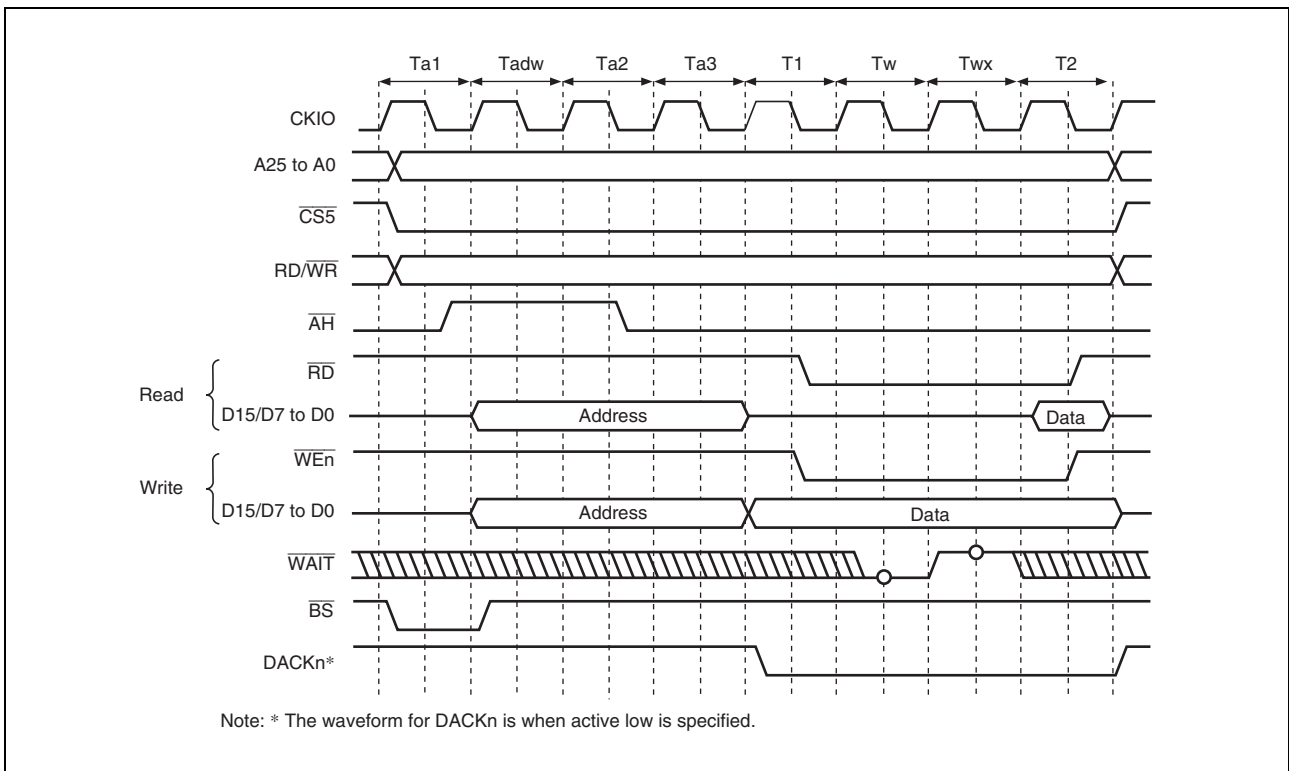 Ta1 Tadw Ta2 Ta3 T1 Tw Twx T2
CKIO
A25 to A0
CS5
RD/WR
AH
RD
Read
D15/D7 to D0 Address Data
WEn
Write
D15/D7 to D0 Address Data
WAIT
BS
DACKn*
Note: * The waveform for DACKn is when active low is specified.